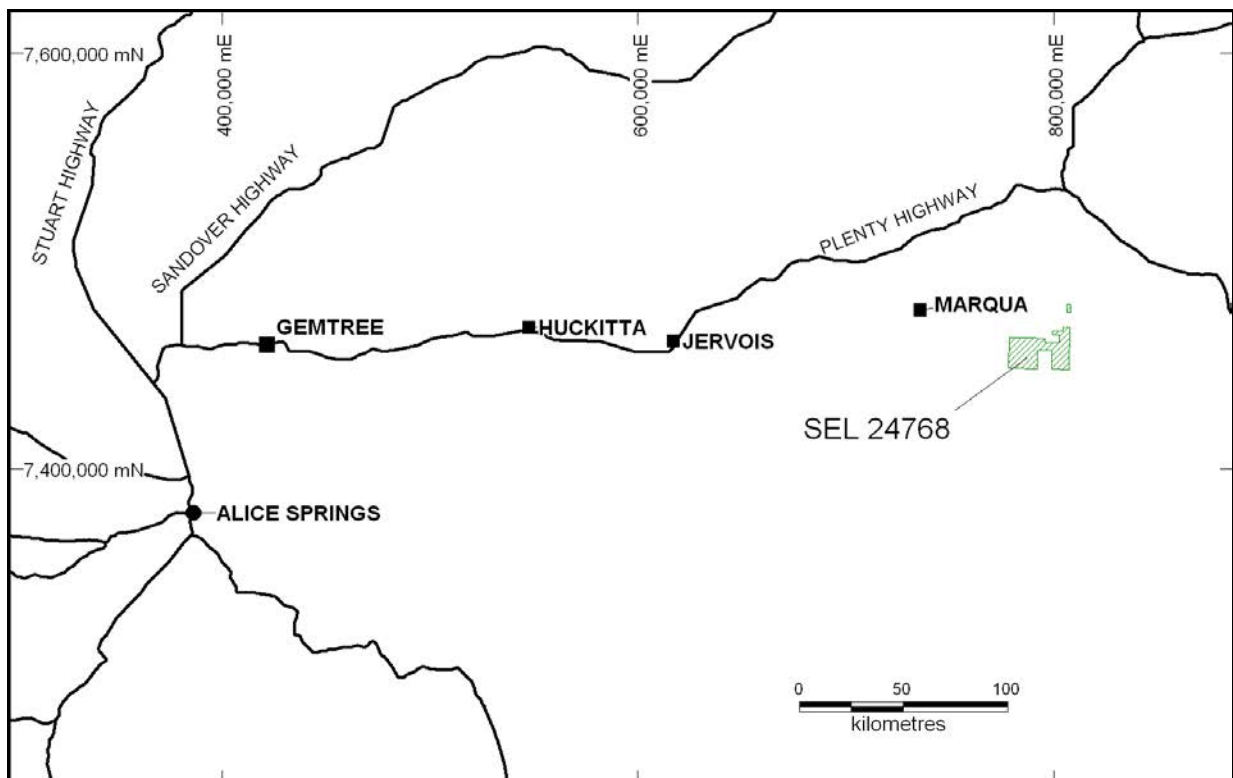 7,600,000 mN
400,000 mE
600,000 mE
800,000 mE
STUART HIGHWAY
SANDOVER HIGHWAY
PLENTY HIGHWAY
MARQUA
GEMTREE
HUCKITTA
JERVOIS
SEL 24768
7,400,000 mN
ALICE SPRINGS
0 50 100
kilometres